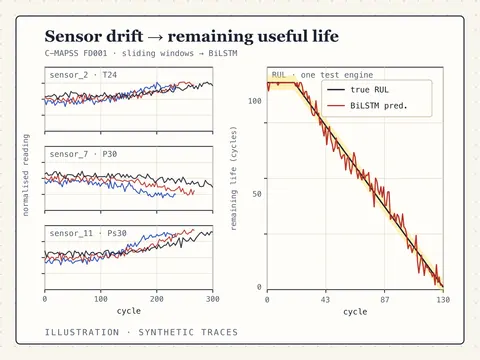 Sensor drift → remaining useful life
C—MAPSS FD001 · sliding windows → BiLSTM
sensor_2 · T24
sensor_7 · P30
sensor_11 · Ps30
normalised reading
0 100 200 300
cycle
RUL · one test engine
true RUL
BiLSTM pred.
remaining life (cycles)
100
50
0
0 43 87 130
cycle
ILLUSTRATION · SYNTHETIC TRACES